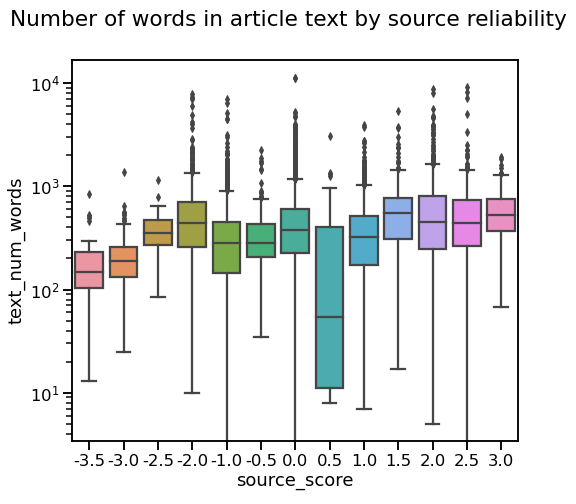 Number of words in article text by source reliability
text_num_words
10^4
10^3
10^2
10^1
-3.5 -3.0 -2.5 -2.0 -1.0 -0.5 0.0 0.5 1.0 1.5 2.0 2.5 3.0
source_score